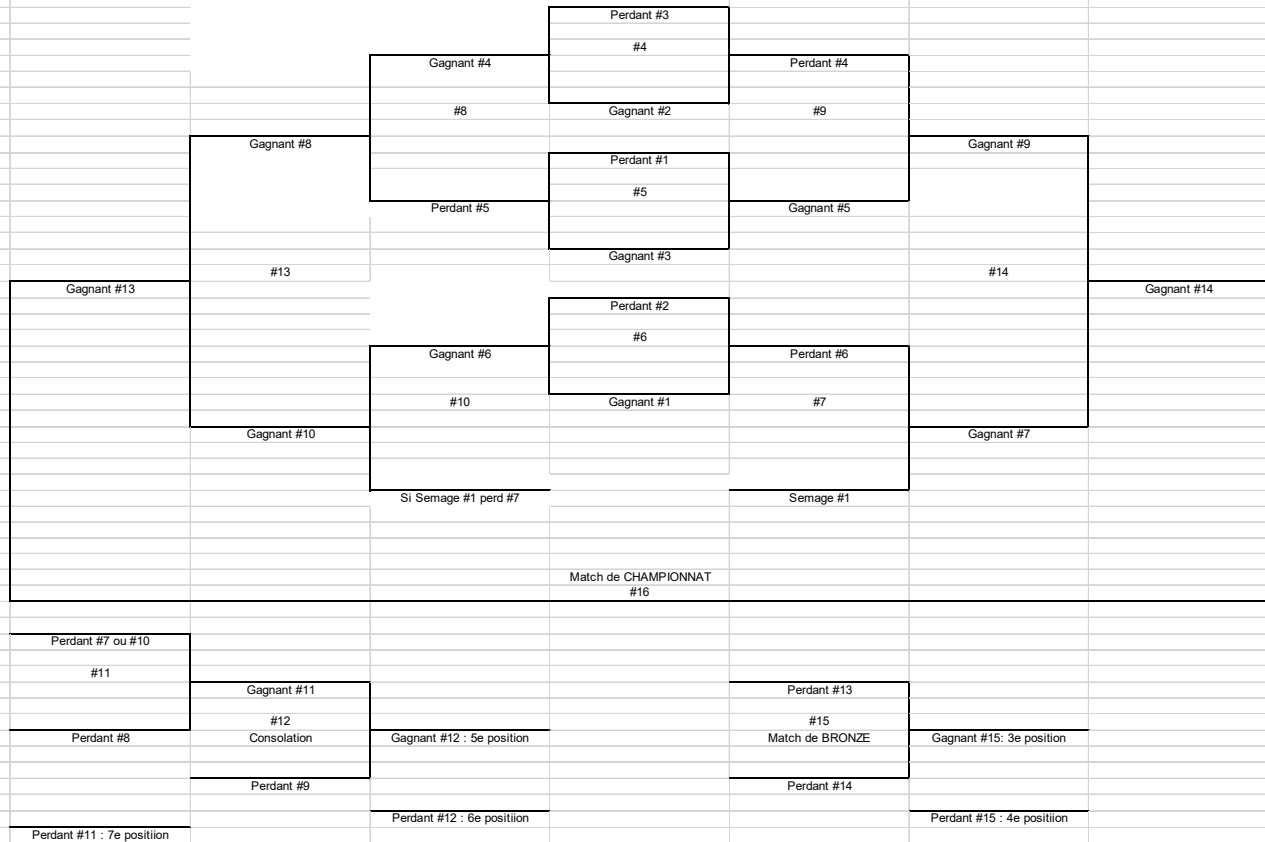 Perdant #3
#4
Gagnant #4
Perdant #4
#8
Gagnant #2
#9
Gagnant #8
Gagnant #9
Perdant #1
#5
Perdant #5
Gagnant #5
Gagnant #3
#13
#14
Gagnant #13
Gagnant #14
Perdant #2
#6
Gagnant #6
Perdant #6
#10
Gagnant #1
#7
Gagnant #10
Gagnant #7
Si Semage #1 perd #7
Semage #1
Match de CHAMPIONNAT
#16
Perdant #7 ou #10
#11
Gagnant #11
Perdant #13
#12
#15
Perdant #8
Consolation
Gagnant #12 : 5e position
Match de BRONZE
Gagnant #15: 3e position
Perdant #9
Perdant #14
Perdant #12 : 6e positiion
Perdant #15 : 4e positiion
Perdant #11 : 7e positiion